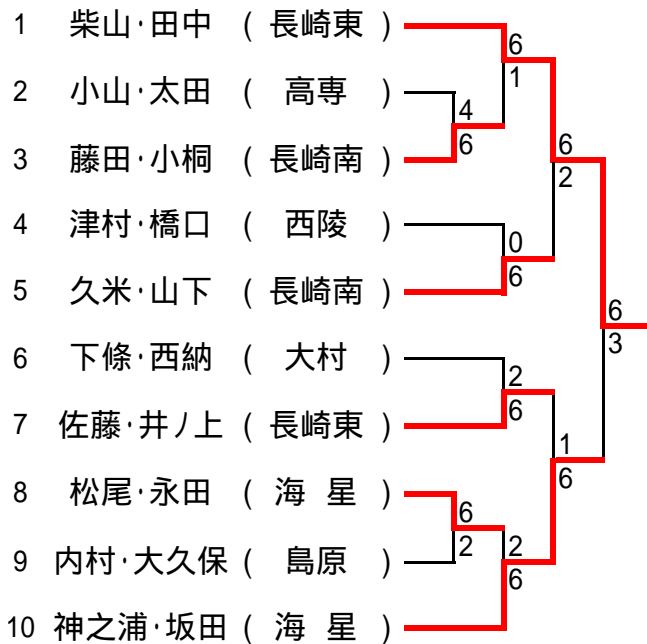 1 柴山・田中 ( 長崎東 )
6
2 小山・太田 ( 高専 )
1
4
3 藤田・小桐 ( 長崎南 )
6
6
2
4 津村・橋口 ( 西陵 )
0
5 久米・山下 ( 長崎南 )
6
6
3
6 下條・西納 ( 大村 )
2
7 佐藤・井ノ上 ( 長崎東 )
6
1
6
8 松尾・永田 ( 海 星 )
6
2
2
9 内村・大久保 ( 島原 )
6
10 神之浦・坂田 ( 海 星 )